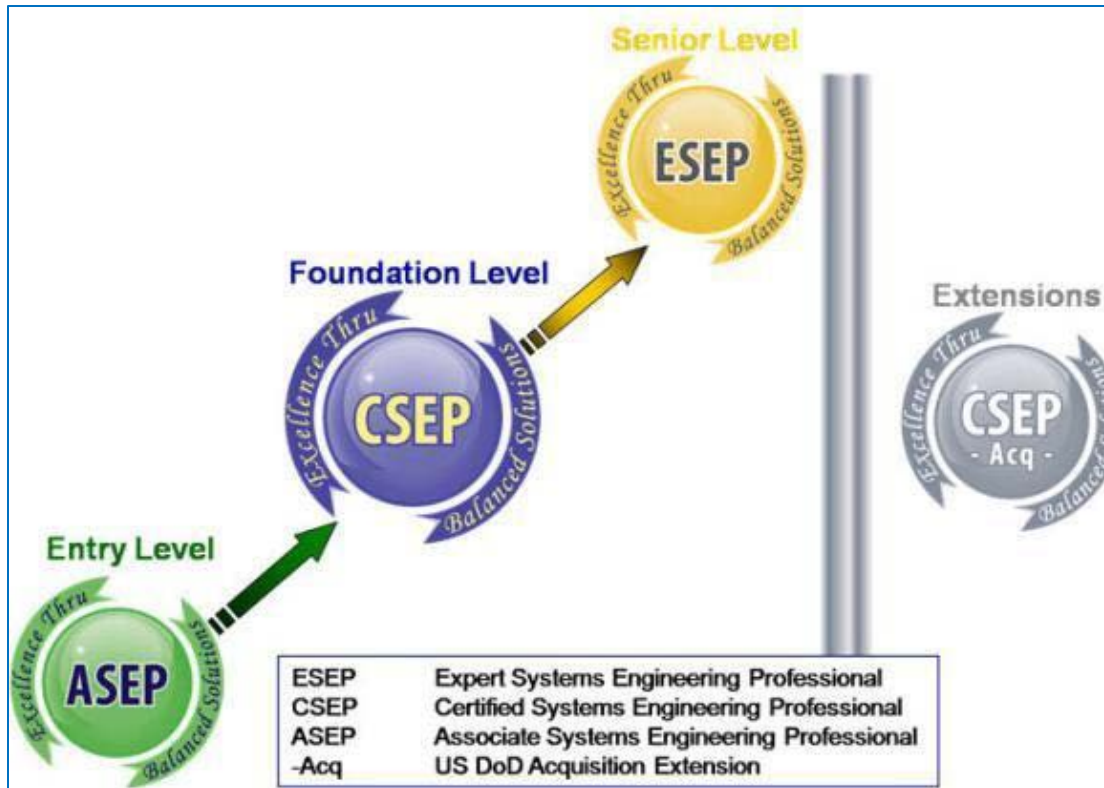 Senior Level
Excellence Thru
ESEP
Balanced Solutions
Foundation Level
Excellence Thru
CSEP
Balanced Solutions
Extensions
Excellence Thru
CSEP
- Acq -
Balanced Solutions
Entry Level
Excellence Thru
ASEP
Balanced Solutions
ESEP Expert Systems Engineering Professional
CSEP Certified Systems Engineering Professional
ASEP Associate Systems Engineering Professional
-Acq US DoD Acquisition Extension